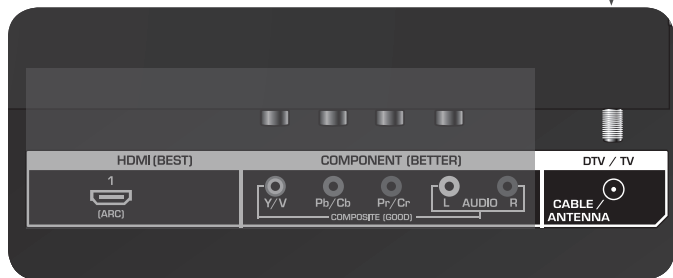 HDMI (BEST)
COMPONENT (BETTER)
DTV / TV
1
(ARC)
Y/V
Pb/Cb
Pr/Cr
L AUDIO R
COMPOSITE (GOOD)
CABLE /
ANTENNA